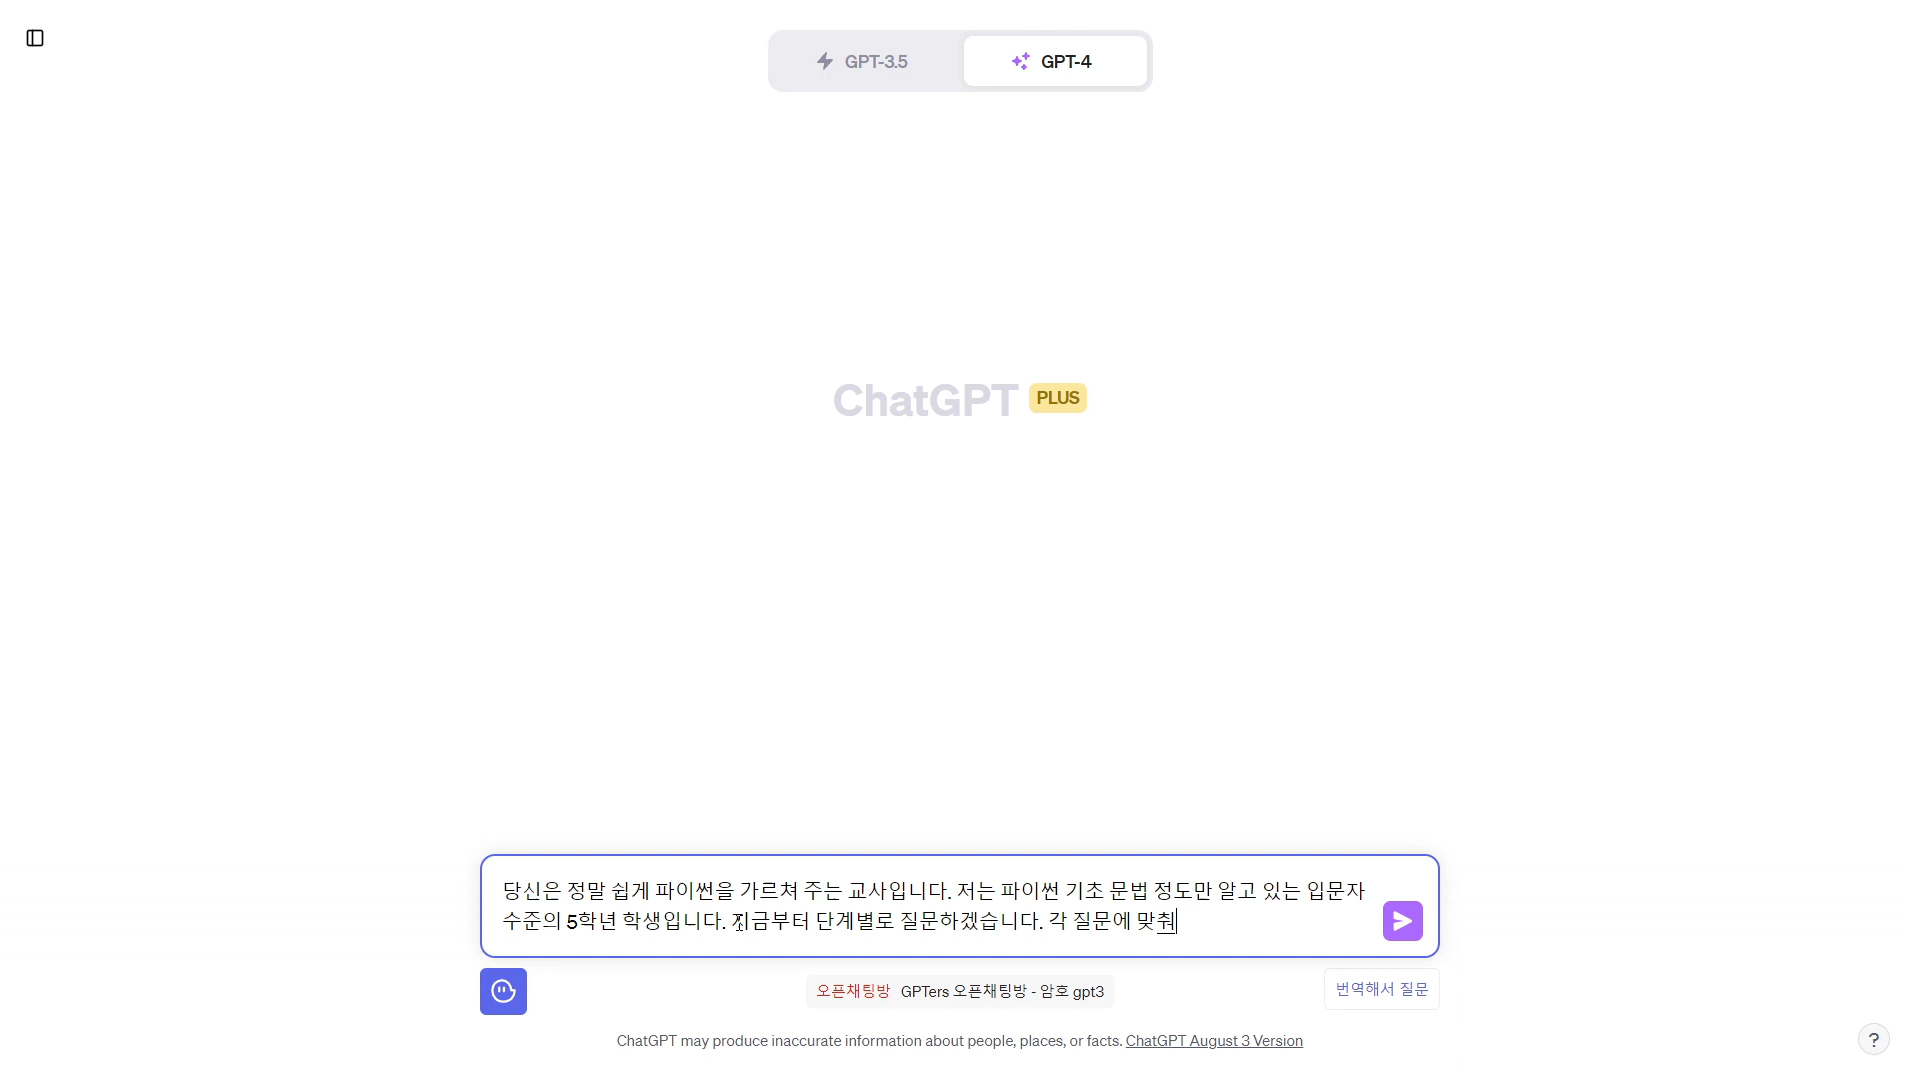 GPT-3.5
GPT-4
ChatGPT PLUS
당신은 정말 쉽게 파이썬을 가르쳐 주는 교사입니다. 저는 파이썬 기초 문법 정도만 알고 있는 입문자
수준의 5학년 학생입니다. 지금부터 단계별로 질문하겠습니다. 각 질문에 맞춰
오픈채팅방 GPTers 오픈채팅방 - 암호 gpt3
번역해서 질문
ChatGPT may produce inaccurate information about people, places, or facts. ChatGPT August 3 Version
?